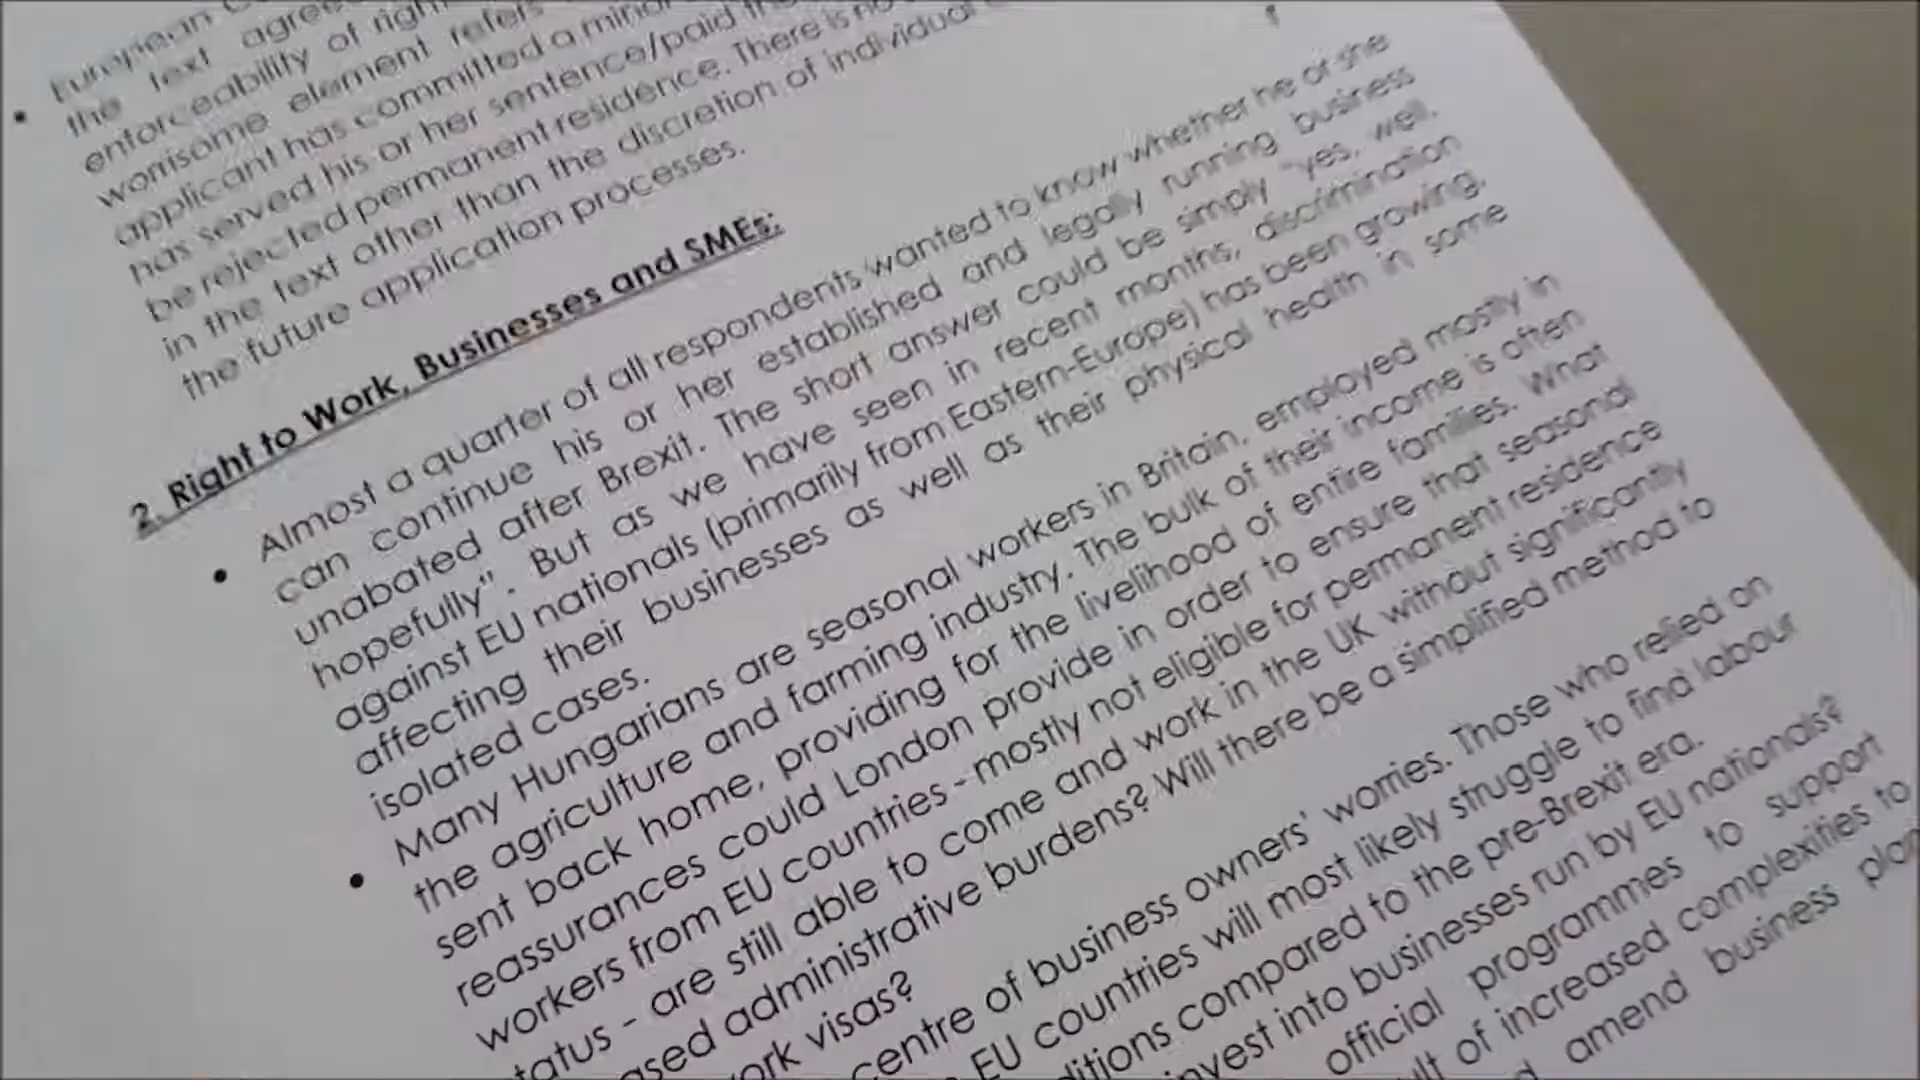 European
the text agree
enforceability of righ
worrisome element refers
applicant has committed a minor
has served his or her sentence/paid the
be rejected permanent residence. There is no
in the text other than the discretion of individual
the future application processes.
2. Right to Work, Businesses and SMEs:
• Almost a quarter of all respondents wanted to know whether he or she
can continue his or her established and legally running business
unabated after Brexit. The short answer could be simply "yes, well,
hopefully". But as we have seen in recent months, discrimination
against EU nationals (primarily from Eastern-Europe) has been growing,
affecting their businesses as well as their physical health in some
isolated cases.
• Many Hungarians are seasonal workers in Britain, employed mostly in
the agriculture and farming industry. The bulk of their income is often
sent back home, providing for the livelihood of entire families. What
reassurances could London provide in order to ensure that seasonal
workers from EU countries - mostly not eligible for permanent residence
tatus - are still able to come and work in the UK without significantly
ased administrative burdens? Will there be a simplified method to
ork visas?
centre of business owners' worries. Those who relied on
EU countries will most likely struggle to find labour
ditions compared to the pre-Brexit era.
nvest into businesses run by EU nationals?
official programmes to support
ult of increased complexities to
amend business plan